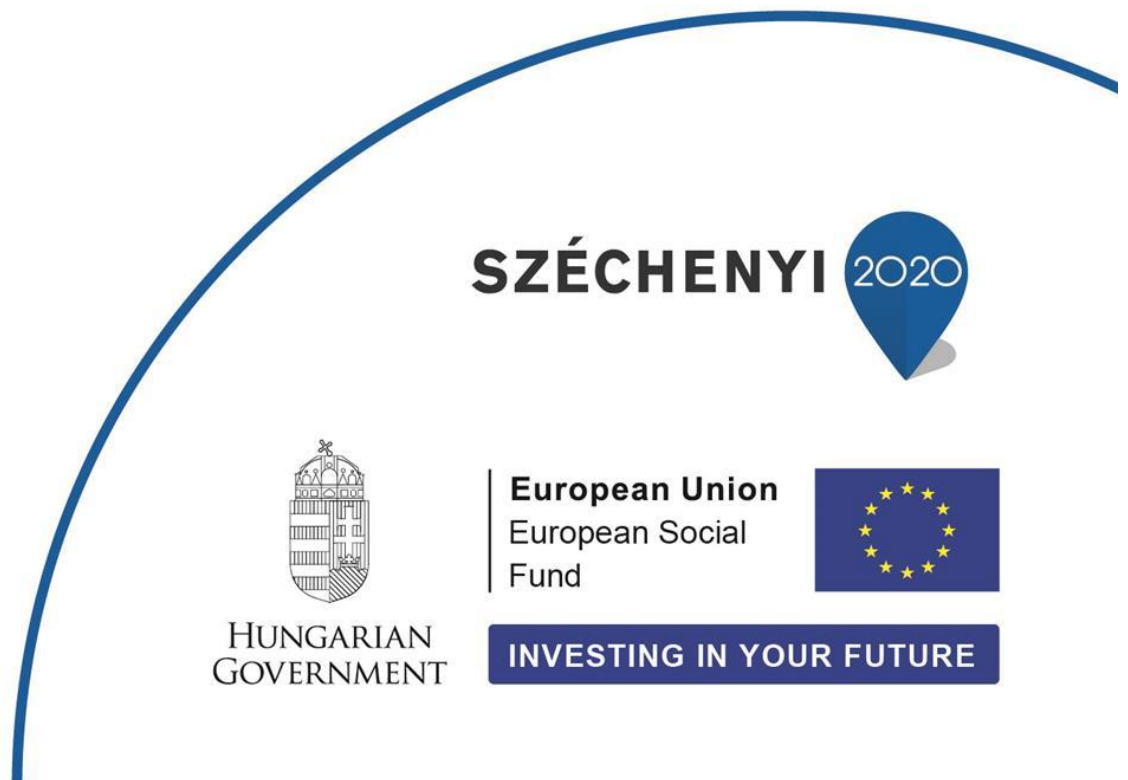 SZÉCHENYI 2020
European Union
European Social
Fund
HUNGARIAN
GOVERNMENT
INVESTING IN YOUR FUTURE